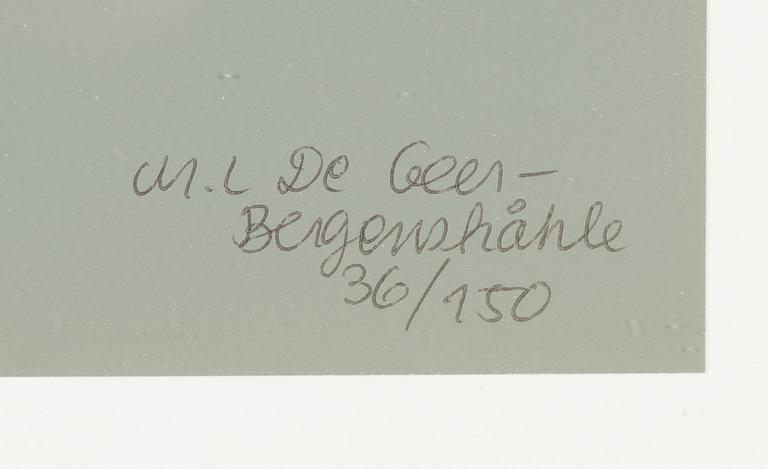 M.L De Geer-
Bergenstråhle
36/150